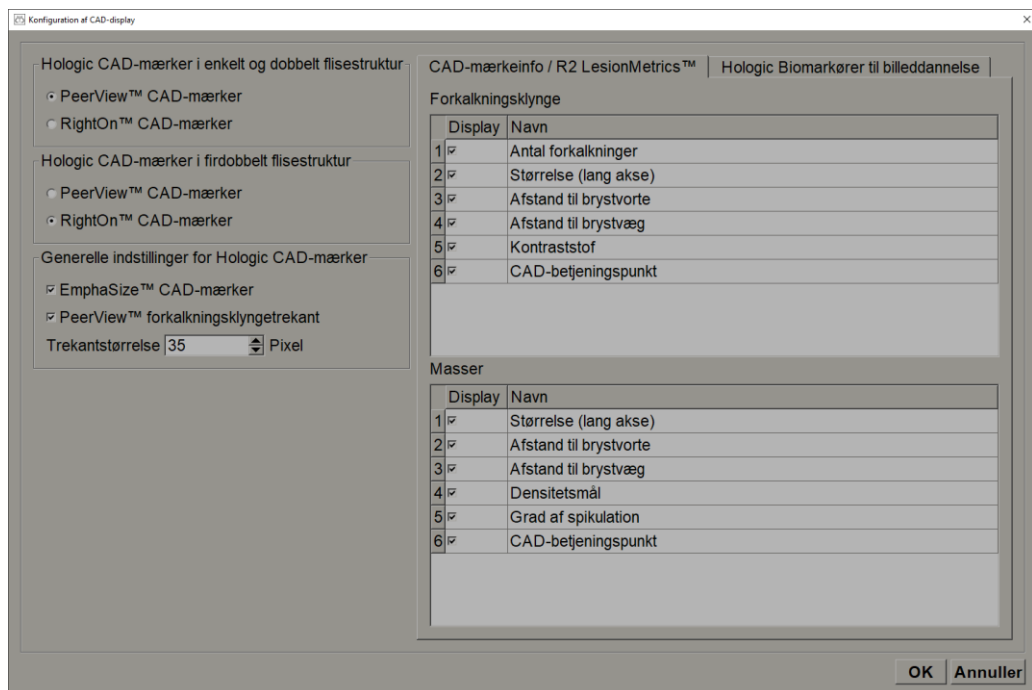 Konfiguration af CAD-display
Hologic CAD-mærker i enkelt og dobbelt flisestruktur
PeerView™ CAD-mærker
RightOn™ CAD-mærker
Hologic CAD-mærker i firdobbelt flisestruktur
PeerView™ CAD-mærker
RightOn™ CAD-mærker
Generelle indstillinger for Hologic CAD-mærker
EmphaSize™ CAD-mærker
PeerView™ forkalkningsklyngetrekant
Trekantstørrelse 35 Pixel
CAD-mærkeinfo / R2 LesionMetrics™ Hologic Biomarkører til billeddannelse
Forkalkningsklynge
Display Navn
1 Antal forkalkninger
2 Størrelse (lang akse)
3 Afstand til brystvorte
4 Afstand til brystvæg
5 Kontraststof
6 CAD-betjeningspunkt
Masser
Display Navn
1 Størrelse (lang akse)
2 Afstand til brystvorte
3 Afstand til brystvæg
4 Densitetsmål
5 Grad af spikulation
6 CAD-betjeningspunkt
OK Annuller